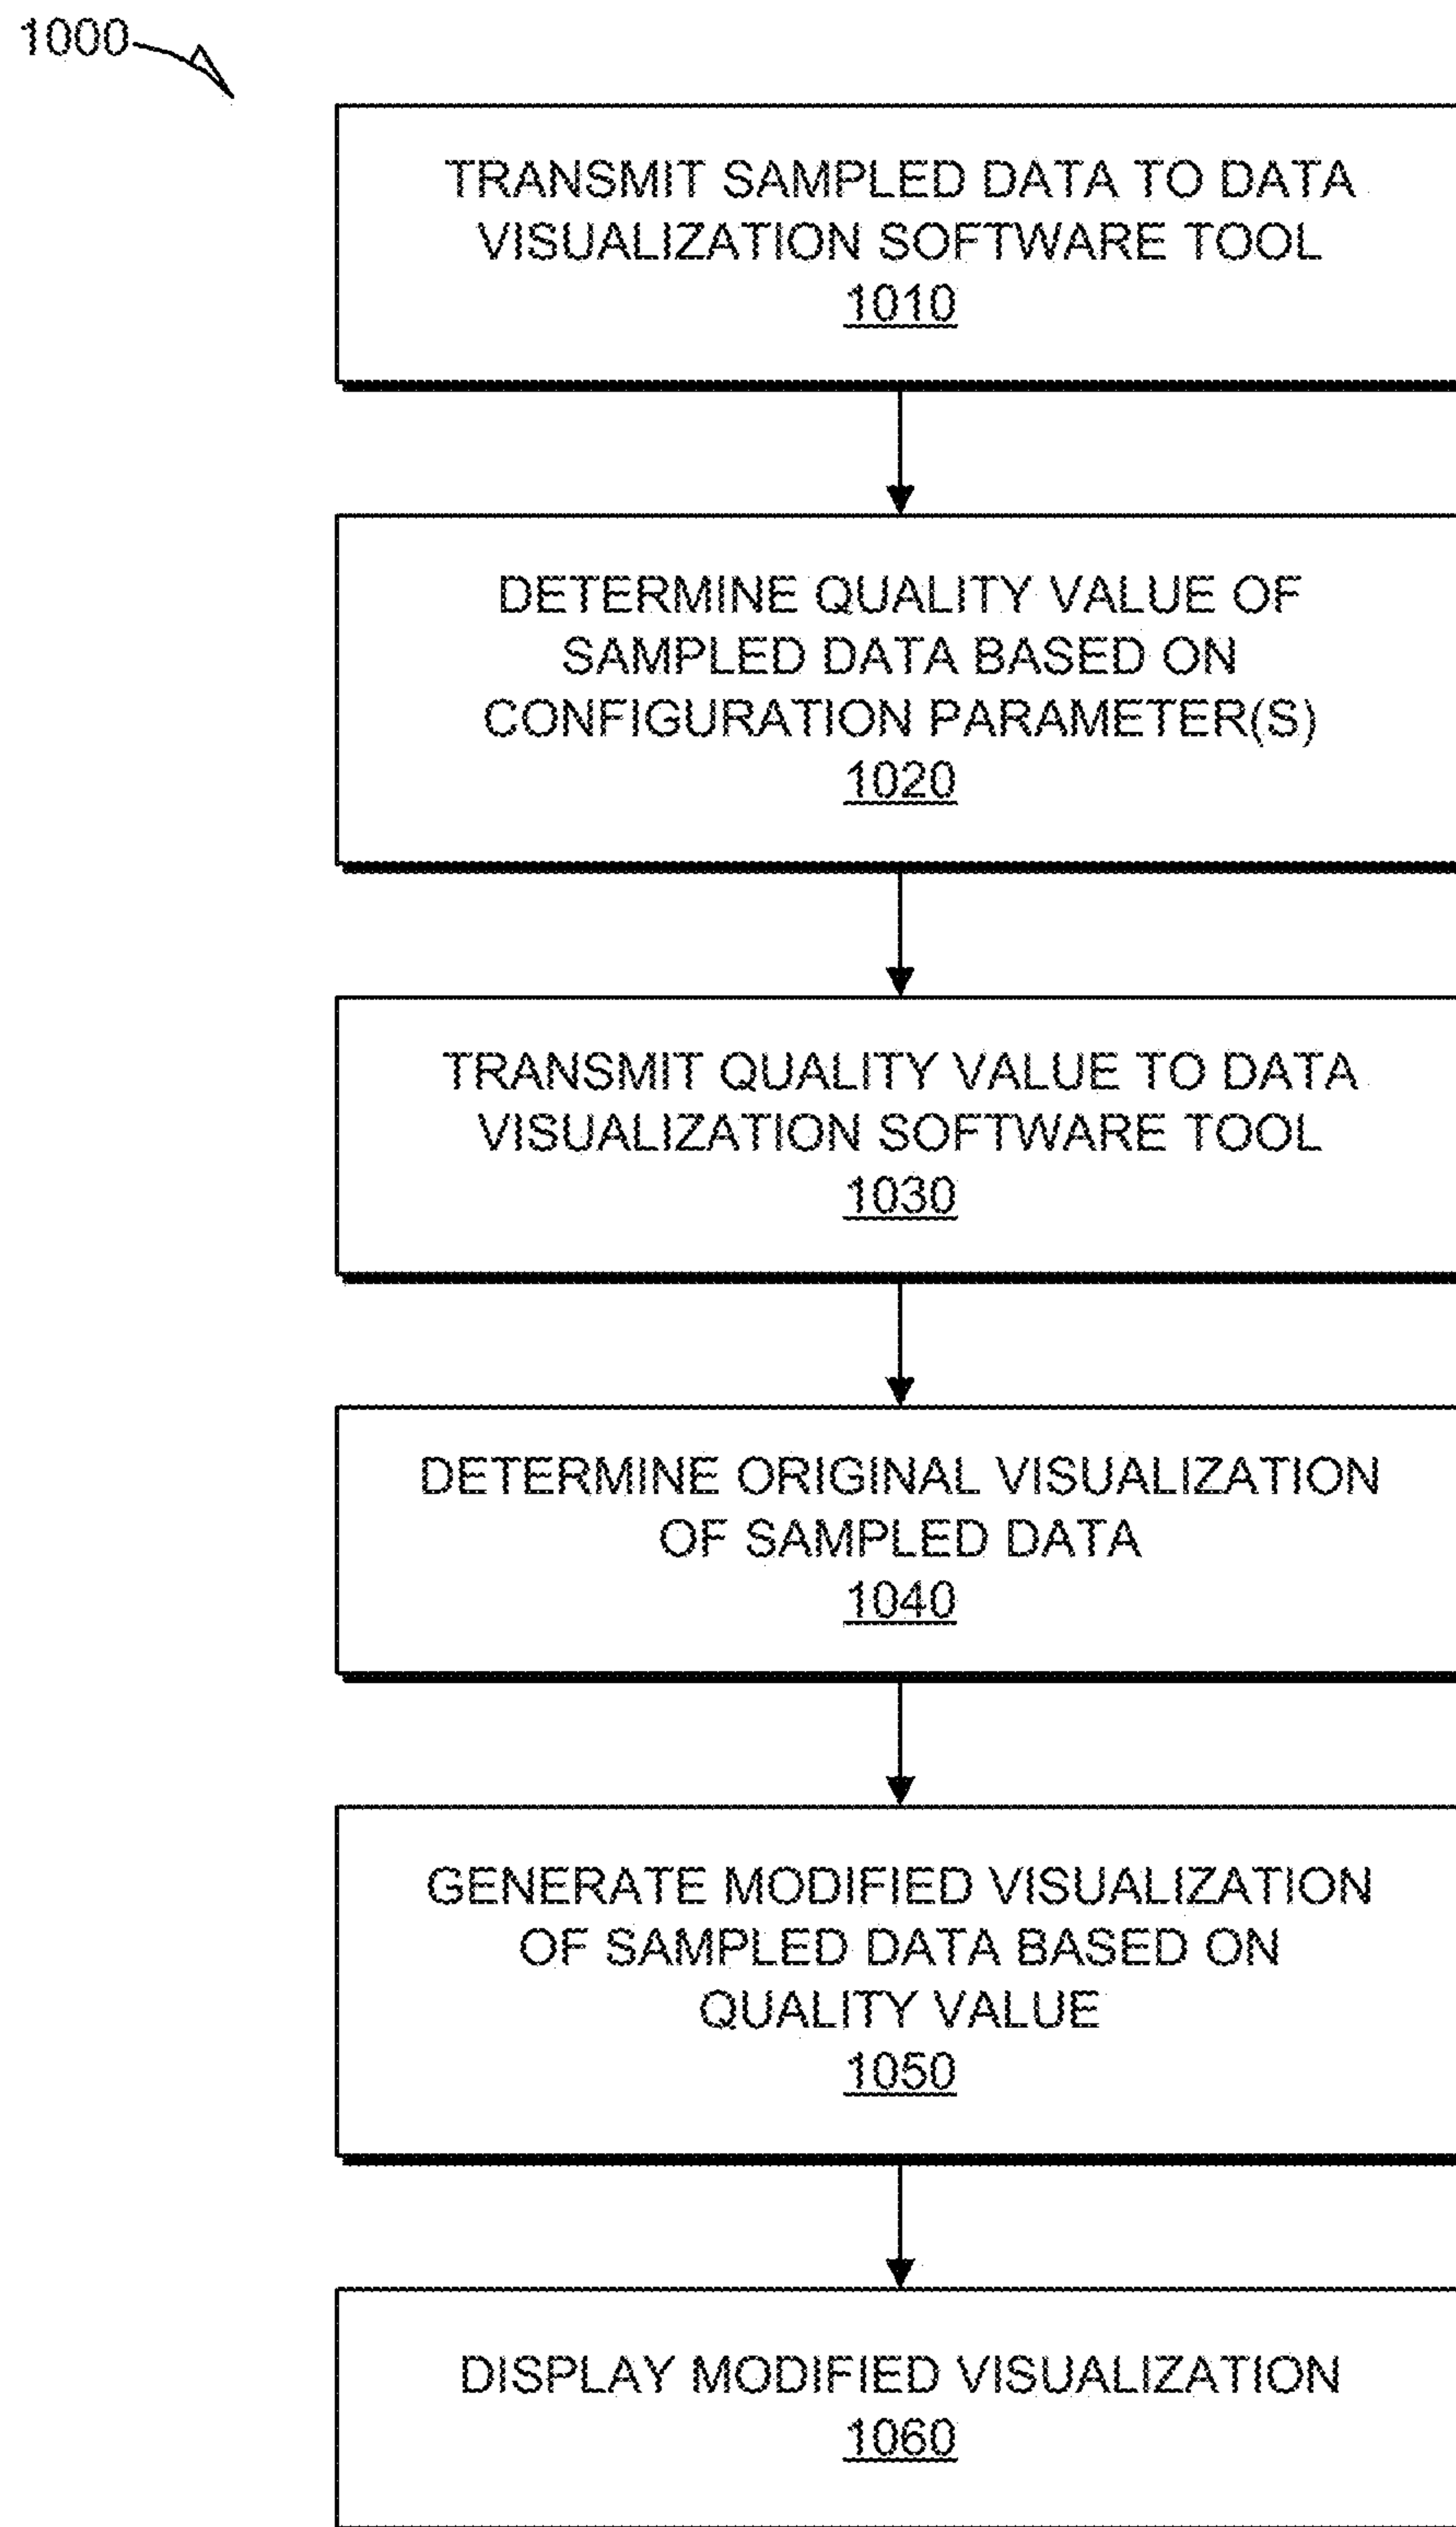 1000
TRANSMIT SAMPLED DATA TO DATA
VISUALIZATION SOFTWARE TOOL
1010
DETERMINE QUALITY VALUE OF
SAMPLED DATA BASED ON
CONFIGURATION PARAMETER(S)
1020
TRANSMIT QUALITY VALUE TO DATA
VISUALIZATION SOFTWARE TOOL
1030
DETERMINE ORIGINAL VISUALIZATION
OF SAMPLED DATA
1040
GENERATE MODIFIED VISUALIZATION
OF SAMPLED DATA BASED ON
QUALITY VALUE
1050
DISPLAY MODIFIED VISUALIZATION
1060